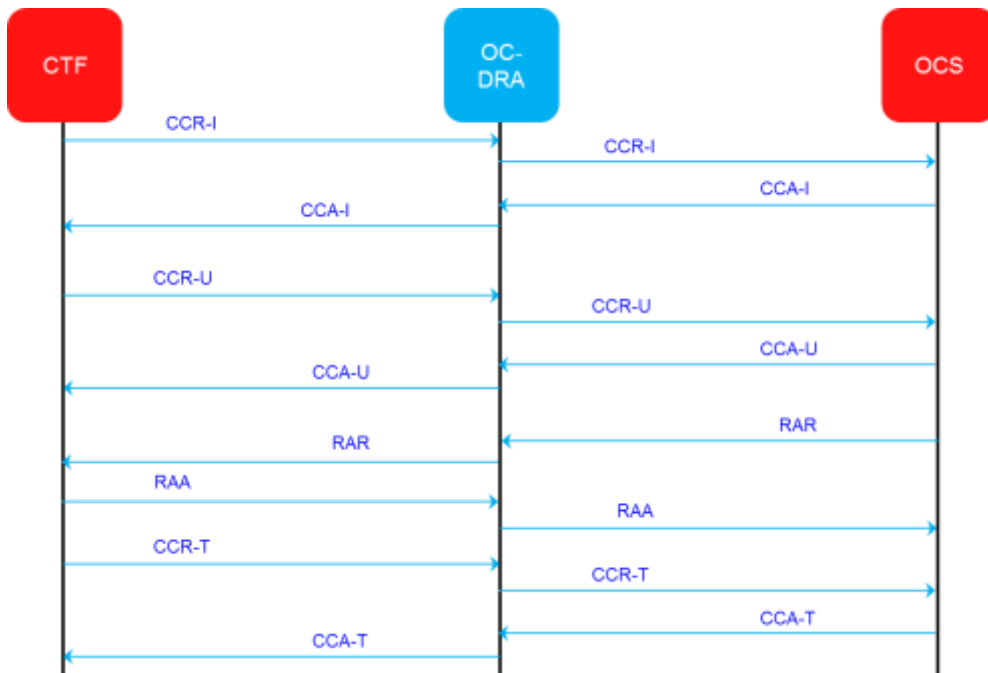 CTF
OC-
DRA
OCS
CCR-I
CCR-I
CCA-I
CCA-I
CCR-U
CCR-U
CCA-U
CCA-U
RAR
RAR
RAA
RAA
CCR-T
CCR-T
CCA-T
CCA-T